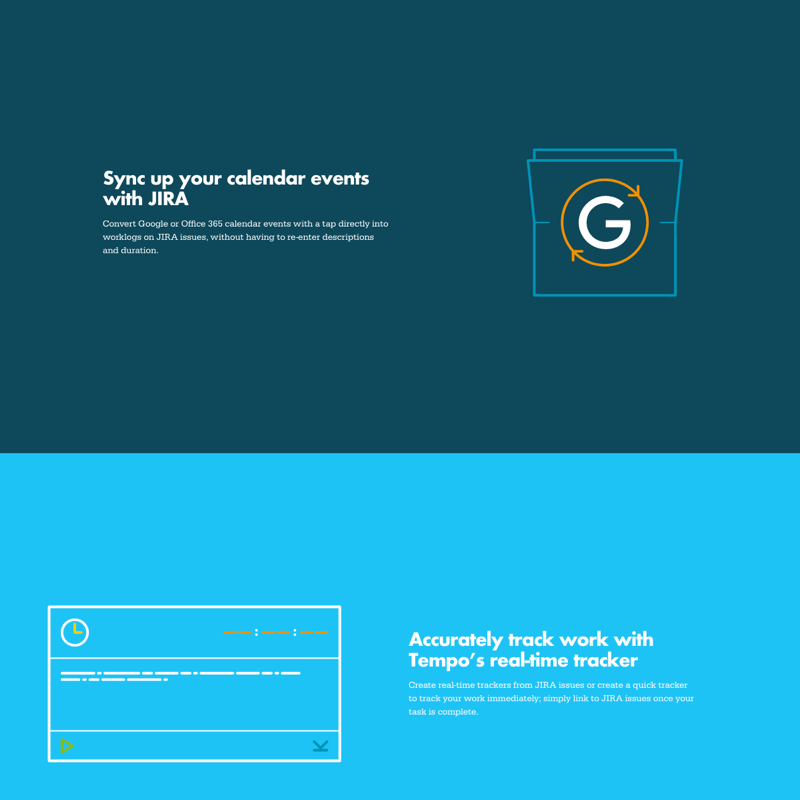 Sync up your calendar events
with JIRA
Convert Google or Office 365 calendar events with a tap directly into
worklogs on JIRA issues, without having to re-enter descriptions
and duration.
G
Accurately track work with
Tempo’s real-time tracker
Create real-time trackers from JIRA issues or create a quick tracker
to track your work immediately; simply link to JIRA issues once your
task is complete.